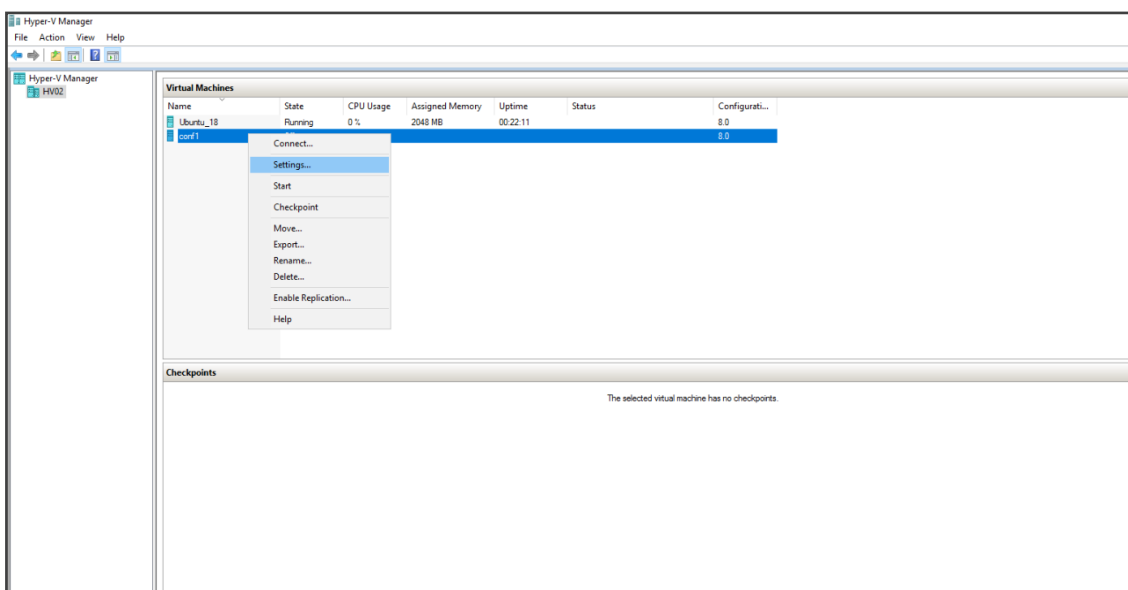 Hyper-V Manager
File Action View Help
Hyper-V Manager
HV02
Virtual Machines
Name State CPU Usage Assigned Memory Uptime Status Configurati...
Ubuntu_18 Running 0 % 2048 MB 00:22:11 8.0
conf1 8.0
Connect...
Settings...
Start
Checkpoint
Move...
Export...
Rename...
Delete...
Enable Replication...
Help
Checkpoints
The selected virtual machine has no checkpoints.